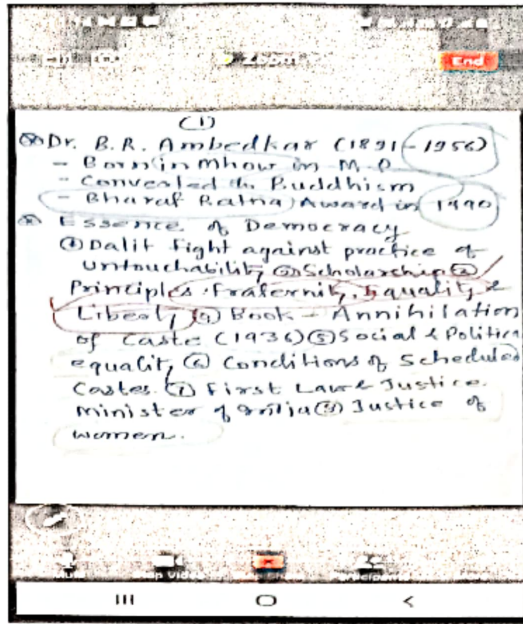 Zoom
End
(1)
Dr. B.R. Ambedkar (1891-1956)
- Born in Mhow in M.P
- Converted to Buddhism
- Bharat Ratna Award in 1990
Essence of Democracy
① Dalit fight against practice of
Untouchability ② Scholarship ③
Principles: Fraternity, Equality &
Liberty ④ Book - Annihilation
of Caste (1936) ⑤ Social & Political
equality ⑥ Conditions of Scheduled
Castes. ⑦ First Law & Justice.
Minister of India ⑧ Justice of
women.